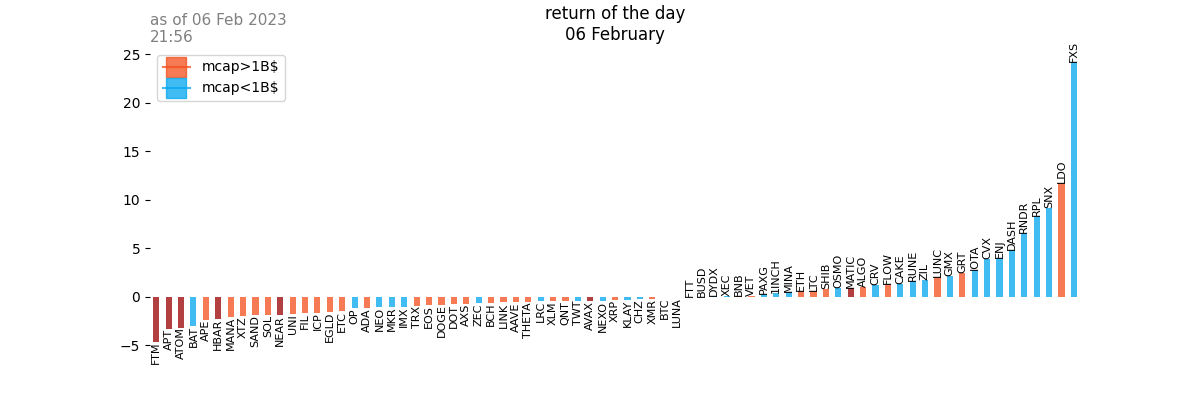 as of 06 Feb 2023
21:56
return of the day
06 February
mcap>1B$
mcap<1B$
25
20
15
10
5
0
−5
FTM
APT
ATOM
BAT
APE
HBAR
MANA
XTZ
SAND
SOL
NEAR
UNI
FIL
ICP
EGLD
ETC
OP
ADA
NEO
MKR
IMX
TRX
EOS
DOGE
DOT
AXS
ZEC
BCH
LINK
AAVE
THETA
LRC
XLM
QNT
TWT
AVAX
NEXO
XRP
KLAY
CHZ
XMR
BTC
LUNA
FTT
BUSD
DYDX
XEC
BNB
VET
PAXG
1INCH
MINA
ETH
LTC
SHIB
OSMO
MATIC
ALGO
CRV
FLOW
CAKE
RUNE
ZIL
LUNC
GMX
GRT
IOTA
CVX
ENJ
DASH
RNDR
RPL
SNX
LDO
FXS